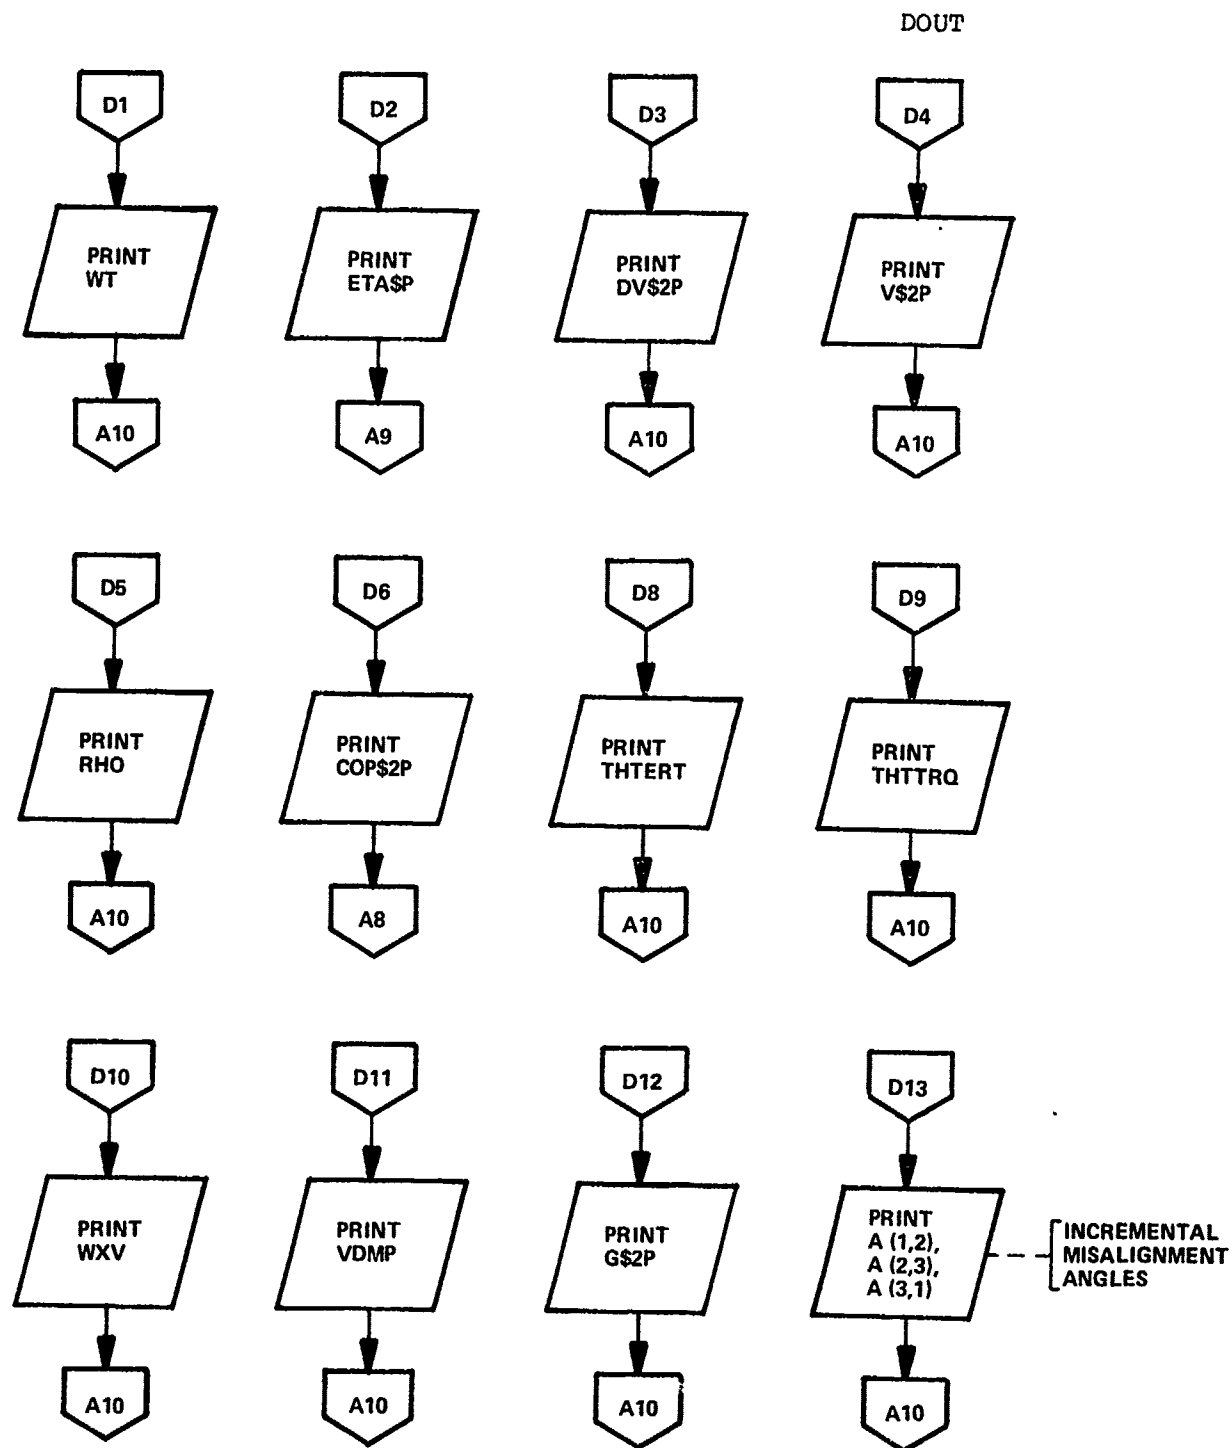 DOUT
D1
PRINT
WT
A10
D2
PRINT
ETA$P
A9
D3
PRINT
DV$2P
A10
D4
PRINT
V$2P
A10
D5
PRINT
RHO
A10
D6
PRINT
COP$2P
A8
D8
PRINT
THTERT
A10
D9
PRINT
THTTRQ
A10
D10
PRINT
WXV
A10
D11
PRINT
VDMP
A10
D12
PRINT
G$2P
A10
D13
PRINT
A (1,2),
A (2,3),
A (3,1)
INCREMENTAL
MISALIGNMENT
ANGLES
A10